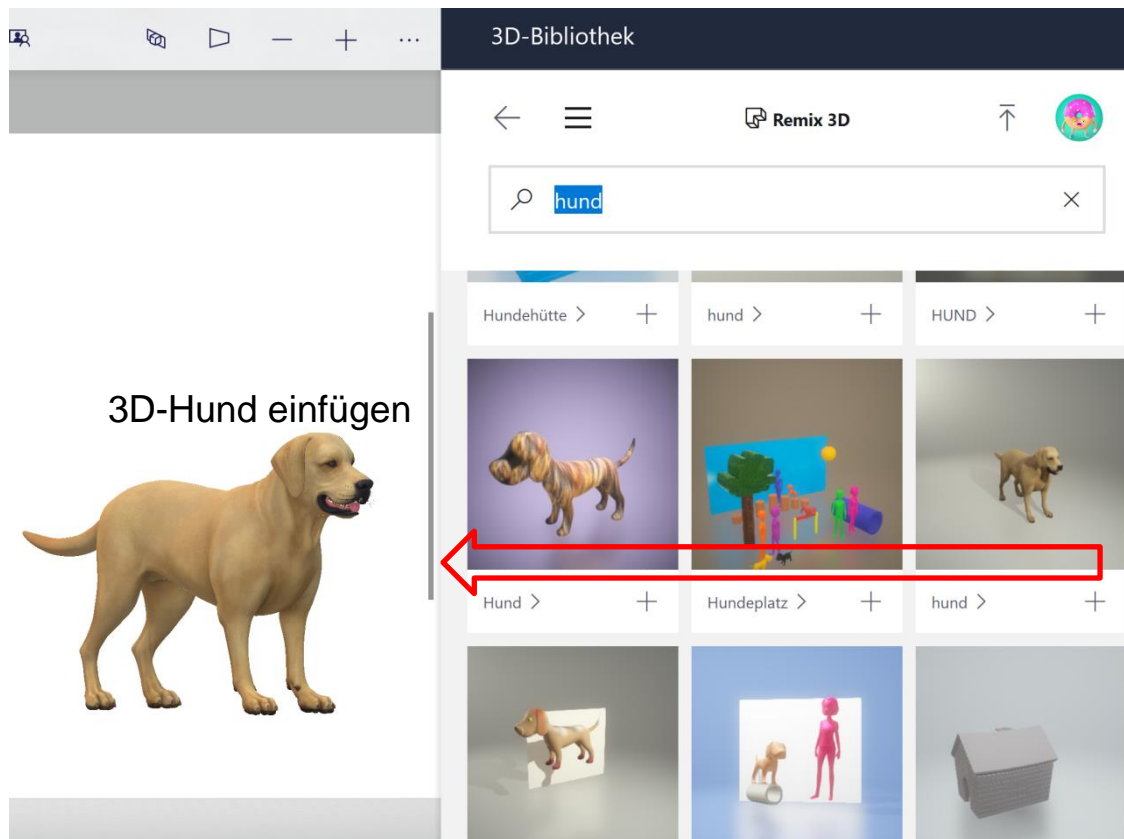 3D-Bibliothek
Remix 3D
hund
Hundehütte
hund
HUND
3D-Hund einfügen
Hund
Hundeplatz
hund